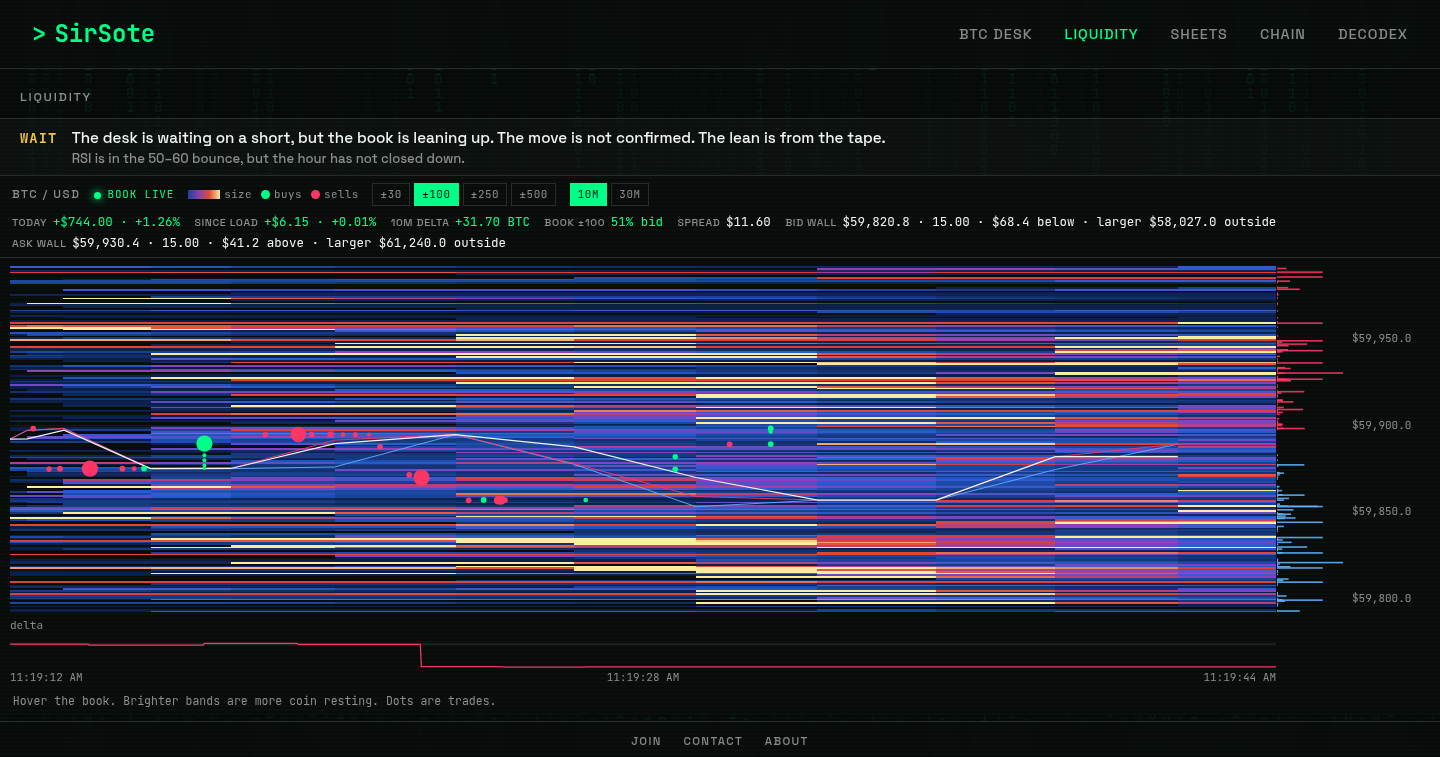 > SirSote
BTC DESK LIQUIDITY SHEETS CHAIN DECODEX
LIQUIDITY
WAIT The desk is waiting on a short, but the book is leaning up. The move is not confirmed. The lean is from the tape.
RSI is in the 50–60 bounce, but the hour has not closed down.
BTC / USD BOOK LIVE size buys sells ±30 ±100 ±250 ±500 10M 30M
TODAY +$744.00 · +1.26% SINCE LOAD +$6.15 · +0.01% 10M DELTA +31.70 BTC BOOK ±100 51% bid SPREAD $11.60 BID WALL $59,820.8 · 15.00 · $68.4 below · larger $58,027.0 outside
ASK WALL $59,930.4 · 15.00 · $41.2 above · larger $61,240.0 outside
$59,950.0
$59,900.0
$59,850.0
$59,800.0
delta
11:19:12 AM 11:19:28 AM 11:19:44 AM
Hover the book. Brighter bands are more coin resting. Dots are trades.
JOIN CONTACT ABOUT